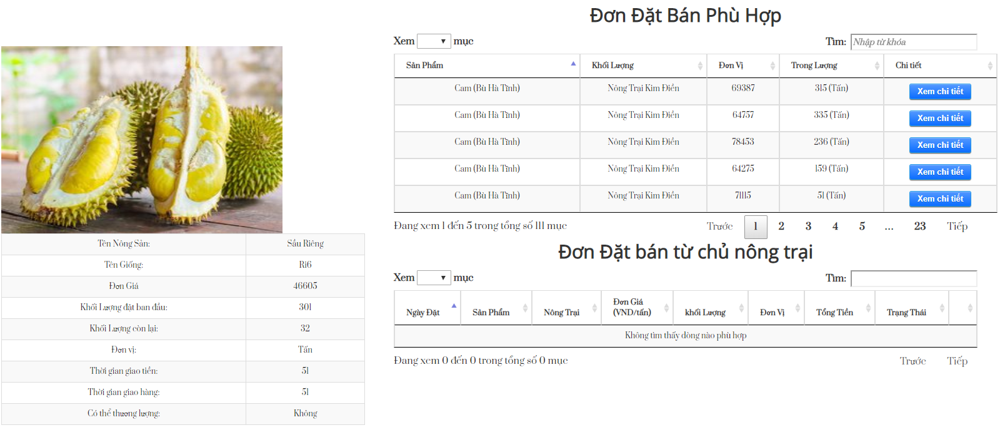 Tên Nông Sản: Sầu Riêng
Tên Giống: Ri6
Đơn Giá 46605
Khối Lượng đặt ban đầu: 301
Khối Lượng còn lại: 32
Đơn vị: Tấn
Thời gian giao tiền: 51
Thời gian giao hàng: 51
Có thể thương lượng: Không
Đơn Đặt Bán Phù Hợp
Xem mục Tìm: Nhập từ khóa
Sản Phẩm Khối Lượng Đơn Vị Trong Lượng Chi tiết
Cam (Bù Hà Tĩnh) Nông Trại Kim Điền 69387 315 (Tấn) Xem chi tiết
Cam (Bù Hà Tĩnh) Nông Trại Kim Điền 64757 335 (Tấn) Xem chi tiết
Cam (Bù Hà Tĩnh) Nông Trại Kim Điền 78453 236 (Tấn) Xem chi tiết
Cam (Bù Hà Tĩnh) Nông Trại Kim Điền 64275 159 (Tấn) Xem chi tiết
Cam (Bù Hà Tĩnh) Nông Trại Kim Điền 71115 51 (Tấn) Xem chi tiết
Đang xem 1 đến 5 trong tổng số 111 mục Trước 1 2 3 4 5 ... 23 Tiếp
Đơn Đặt bán từ chủ nông trại
Xem mục Tìm:
Ngày Đặt Sản Phẩm Nông Trại Đơn Giá (VND/tấn) khối Lượng Đơn Vị Tổng Tiền Trạng Thái
Không tìm thấy dòng nào phù hợp
Đang xem 0 đến 0 trong tổng số 0 mục Trước Tiếp